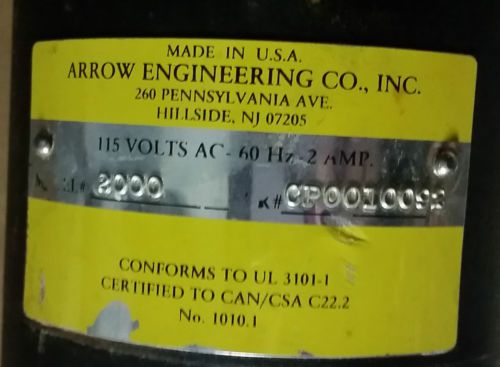 MADE IN U.S.A.
ARROW ENGINEERING CO., INC.
260 PENNSYLVANIA AVE.
HILLSIDE, NJ 07205
115 VOLTS AC - 60 Hz - 2 AMP.
2000
CONFORMS TO UL 3101-1
CERTIFIED TO CAN/CSA C22.2
No. 1010.1